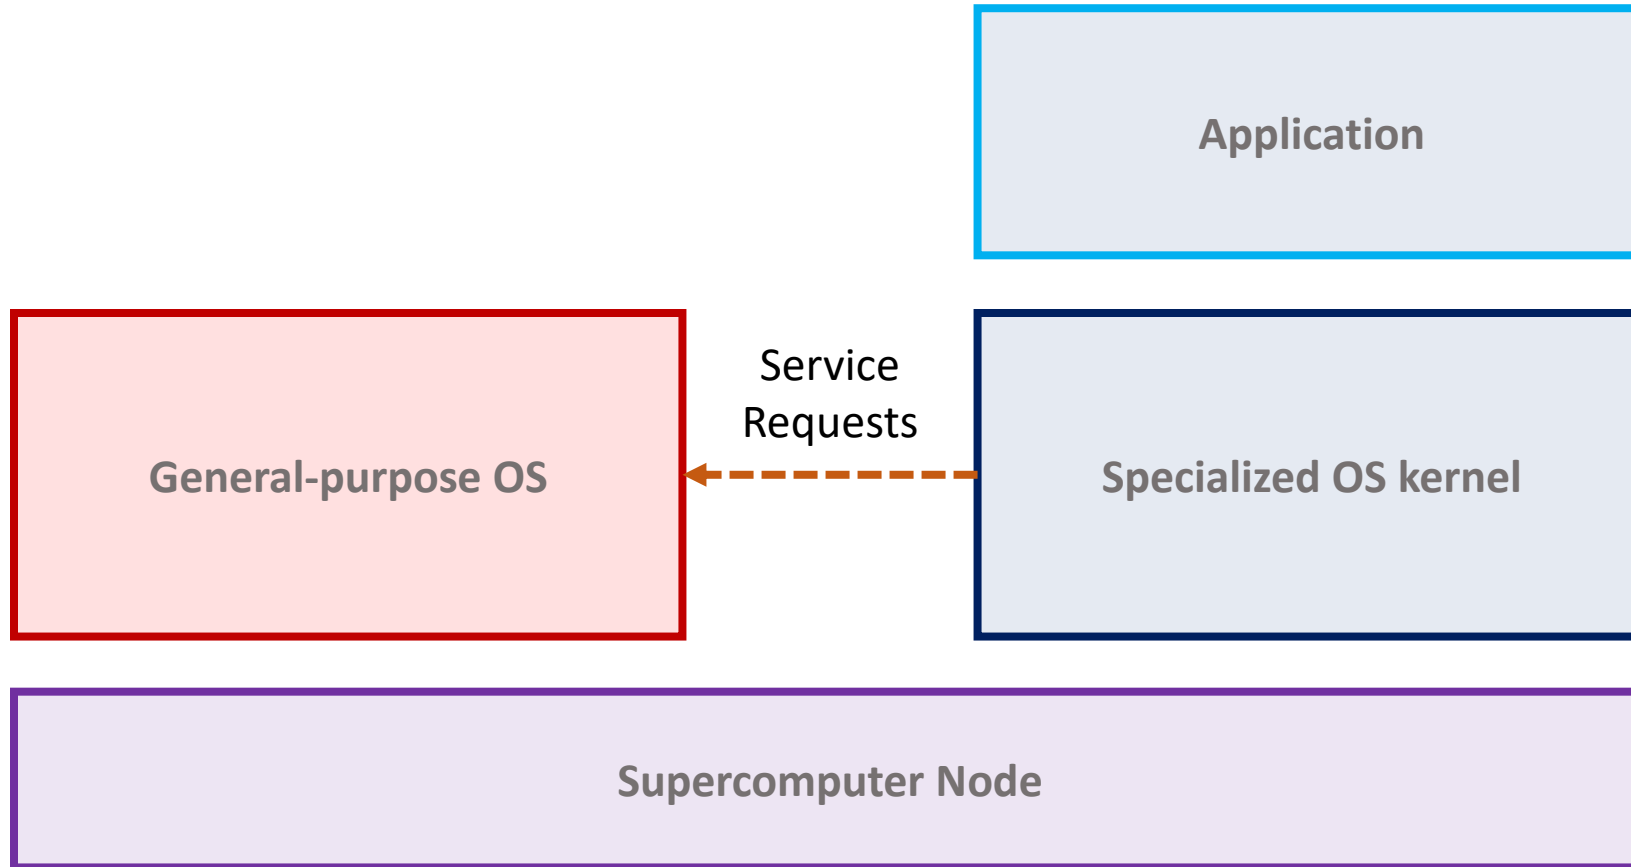 Application
Service
Requests
General-purpose OS
Specialized OS kernel
Supercomputer Node